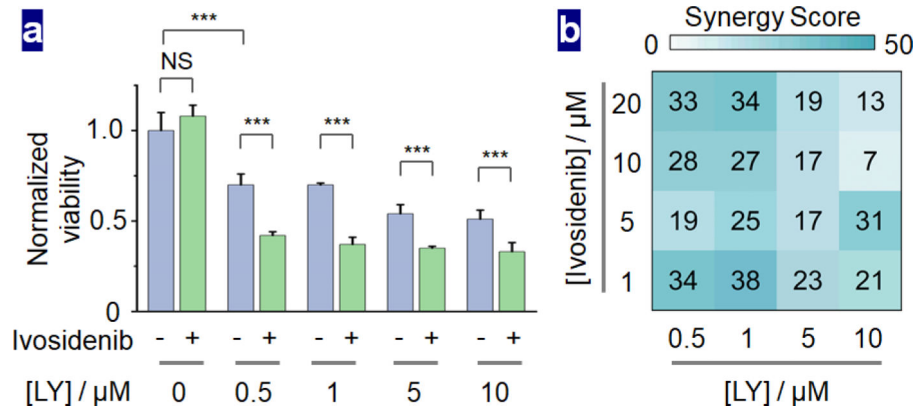 a
***
NS
***
***
***
***
Normalized
viability
1.0
0.5
0
Ivosidenib
- + - + - + - + - +
[LY] / μM
0 0.5 1 5 10
b
Synergy Score
0 50
[Ivosidenib] / μM
20 33 34 19 13
10 28 27 17 7
5 19 25 17 31
1 34 38 23 21
0.5 1 5 10
[LY] / μM